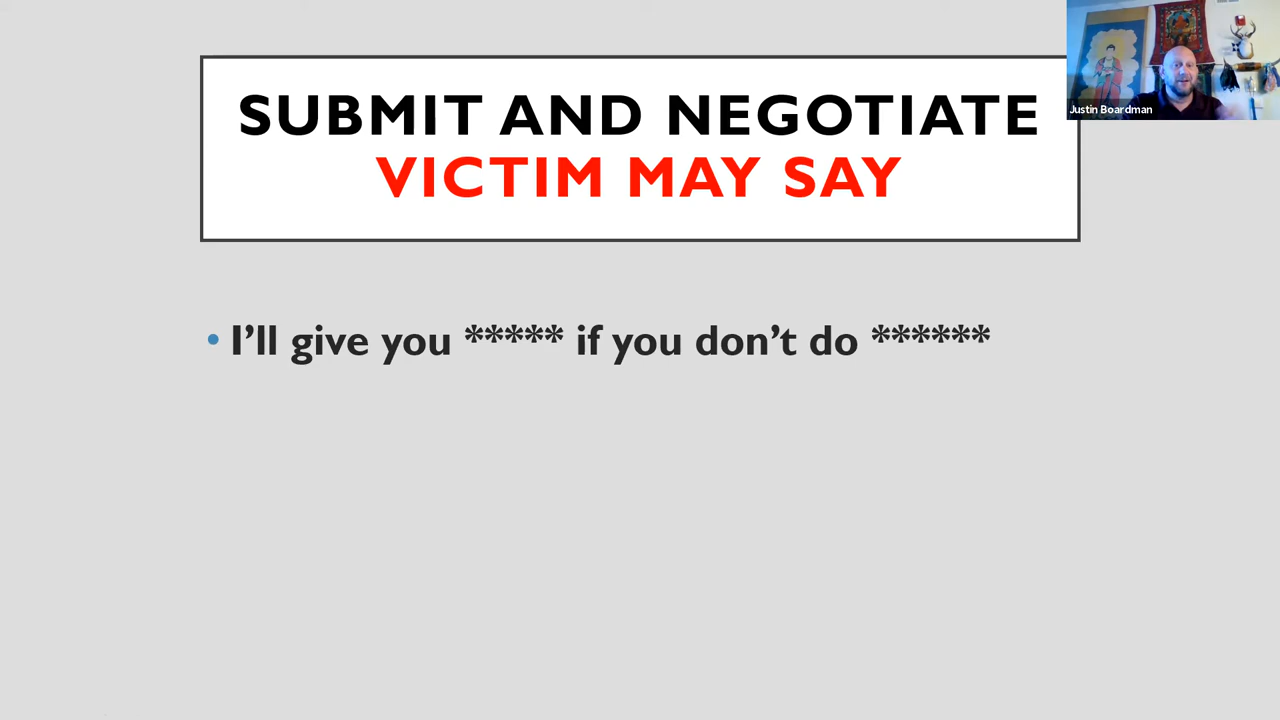 SUBMIT AND NEGOTIATE
VICTIM MAY SAY
Justin Boardman
• I'll give you ***** if you don't do ******